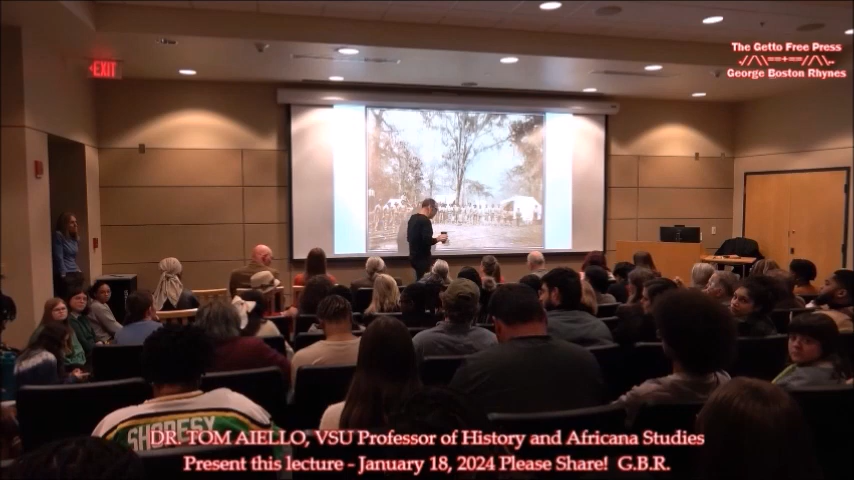 The Getto Free Press
George Boston Rhynes
EXIT
SHORESY
DR. TOM AIELLO, VSU Professor of History and Africana Studies
Present this lecture - January 18, 2024 Please Share!  G.B.R.